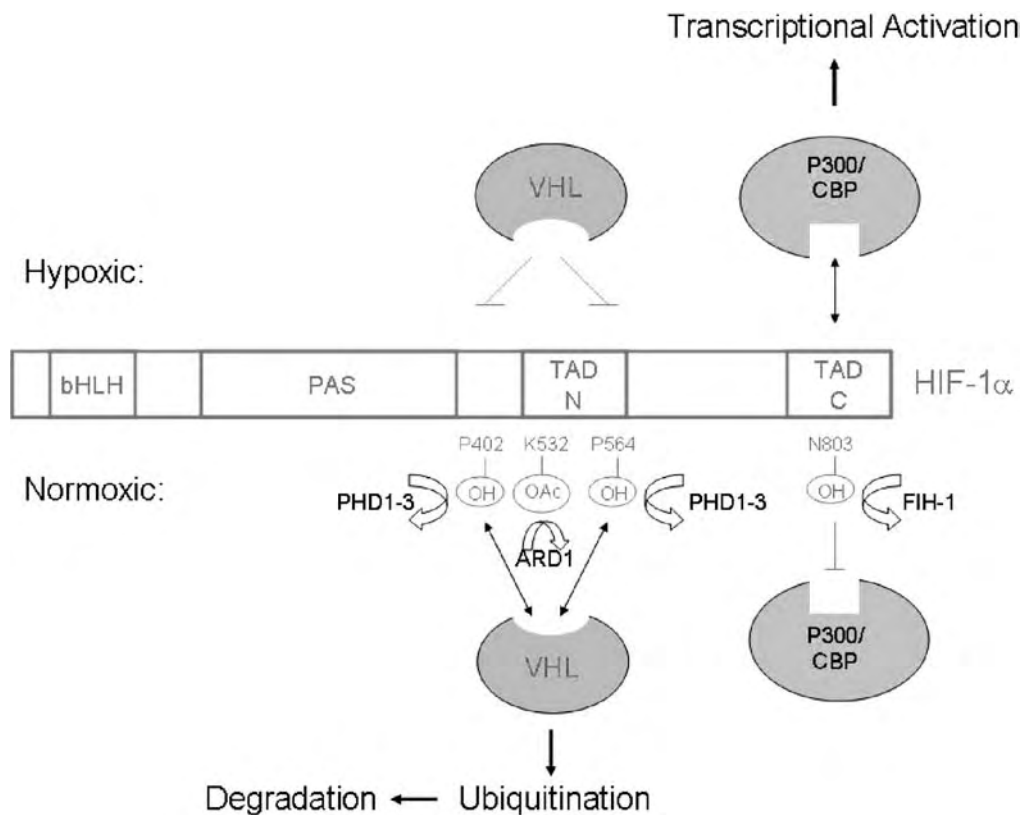 Transcriptional Activation
VHL
P300/
CBP
Hypoxic:
bHLH
PAS
TAD
N
TAD
C
HIF-1α
P402
K532
P564
N803
Normoxic:
PHD1-3
OH
OAc
OH
PHD1-3
OH
FIH-1
ARD1
VHL
P300/
CBP
Degradation
Ubiquitination